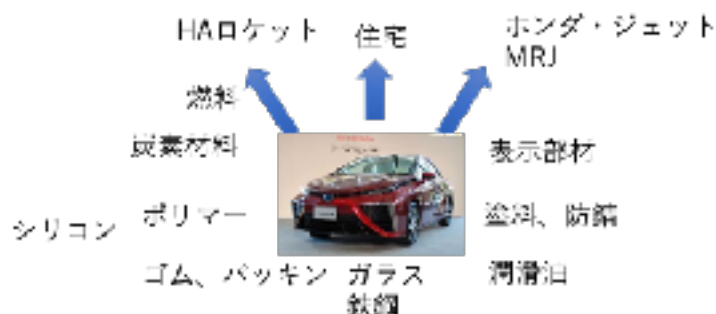 HAロケット
住宅
ホンダ・ジェット
MRJ
燃料
炭素材料
表示部材
シリコン
ポリマー
塗料、防錆
ゴム、パッキン
ガラス
鉄鋼
潤滑油